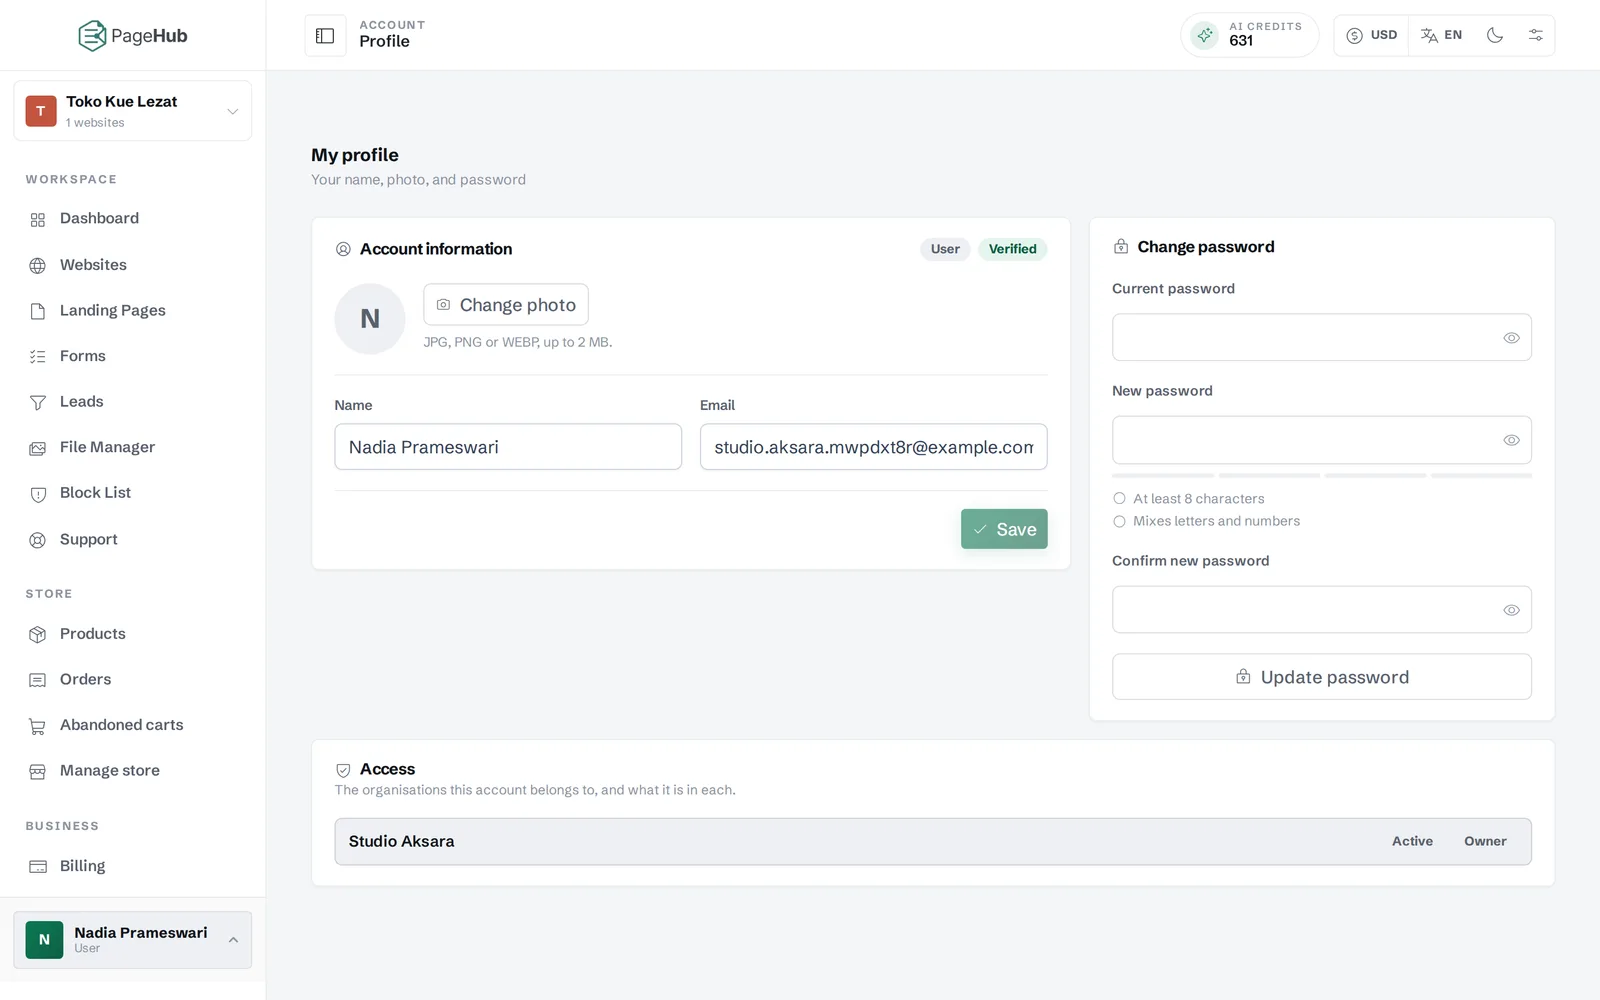 PageHub
ACCOUNT
Profile
AI CREDITS
631
USD
EN
T
Toko Kue Lezat
1 websites
WORKSPACE
Dashboard
Websites
Landing Pages
Forms
Leads
File Manager
Block List
Support
STORE
Products
Orders
Abandoned carts
Manage store
BUSINESS
Billing
N
Nadia Prameswari
User
My profile
Your name, photo, and password
Account information
User
Verified
N
Change photo
JPG, PNG or WEBP, up to 2 MB.
Name
Email
Nadia Prameswari
studio.aksara.mwpdxt8r@example.com
Save
Change password
Current password
New password
At least 8 characters
Mixes letters and numbers
Confirm new password
Update password
Access
The organisations this account belongs to, and what it is in each.
Studio Aksara
Active
Owner